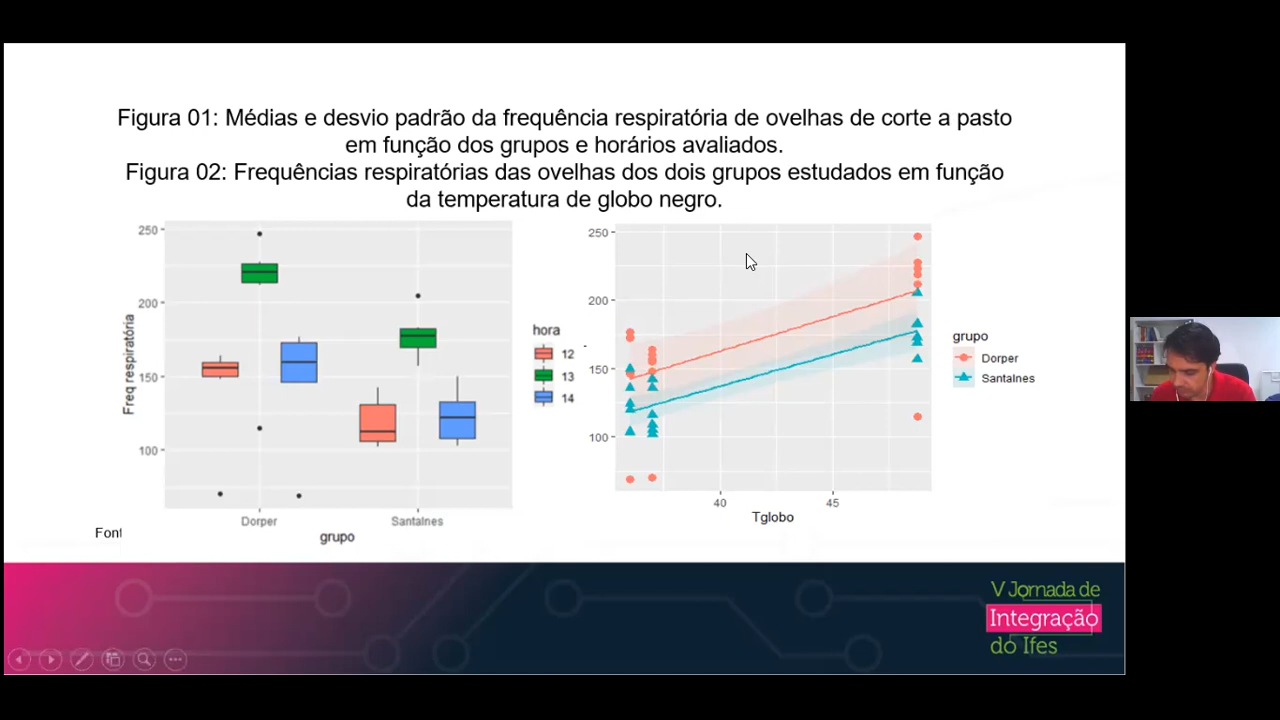 Figura 01: Médias e desvio padrão da frequência respiratória de ovelhas de corte a pasto
em função dos grupos e horários avaliados.
Figura 02: Frequências respiratórias das ovelhas dos dois grupos estudados em função
da temperatura de globo negro.
250
200
150
100
Freq respiratória
Dorper
SantaInes
grupo
hora
12
13
14
250
200
150
100
40
45
Tglobo
grupo
Dorper
SantaInes
Font
V Jornada de
Integração
do Ifes